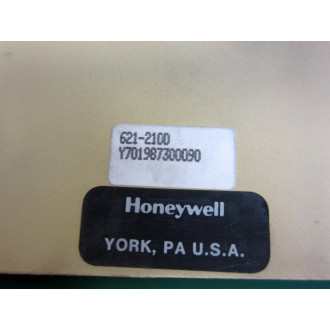 621-2100
Y701987300090
Honeywell
YORK, PA U.S.A.